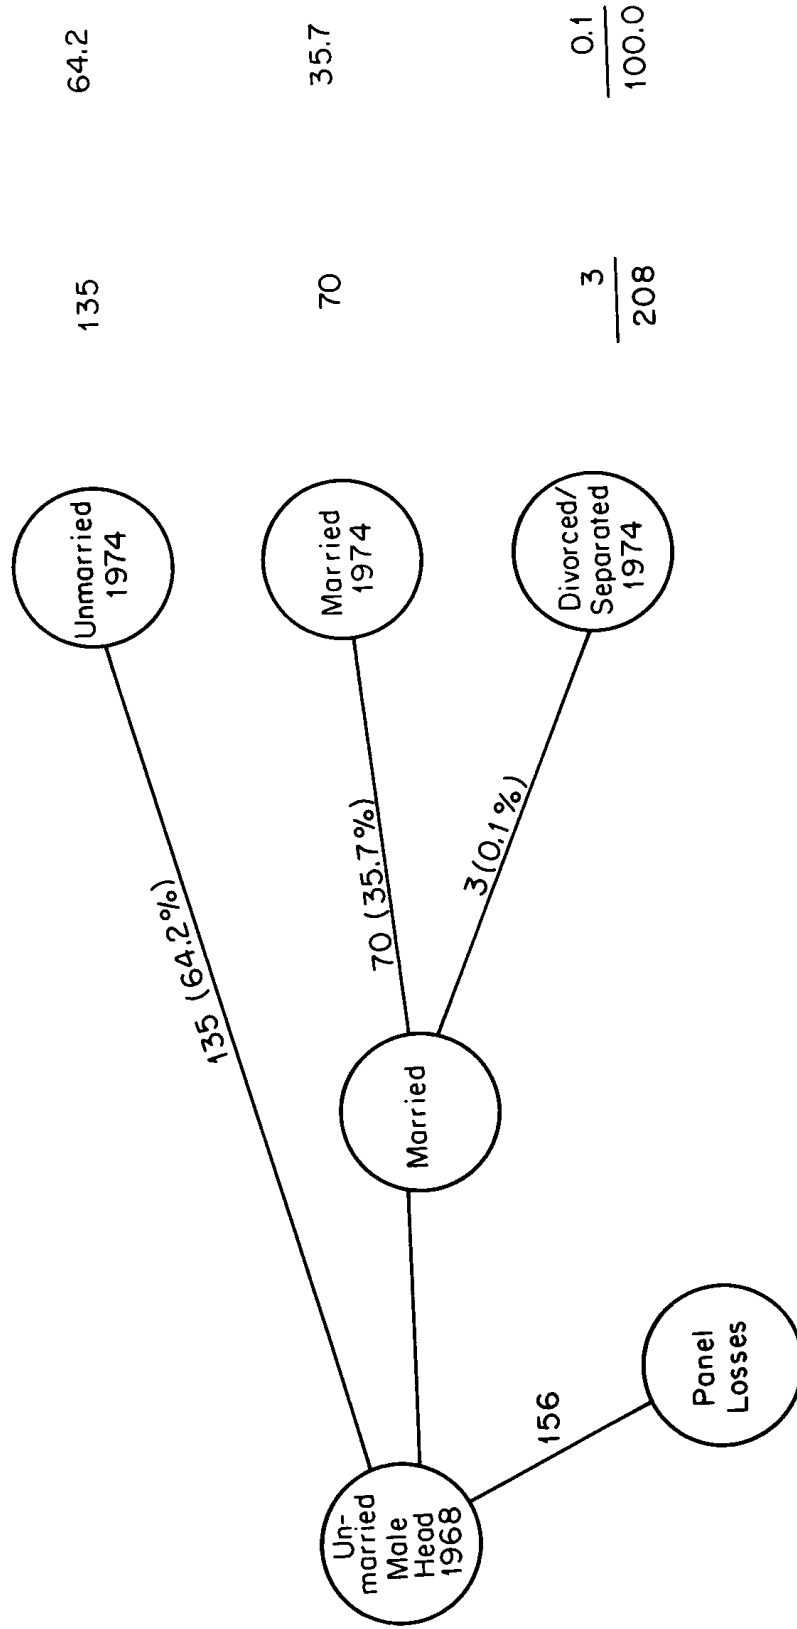 Un-
married
Male
Head
1968
135 (64.2%)
Unmarried
1974
135
64.2
Married
70 (35.7%)
Married
1974
70
35.7
3 (0.1%)
Divorced/
Separated
1974
3
208
0.1
100.0
156
Panel
Losses